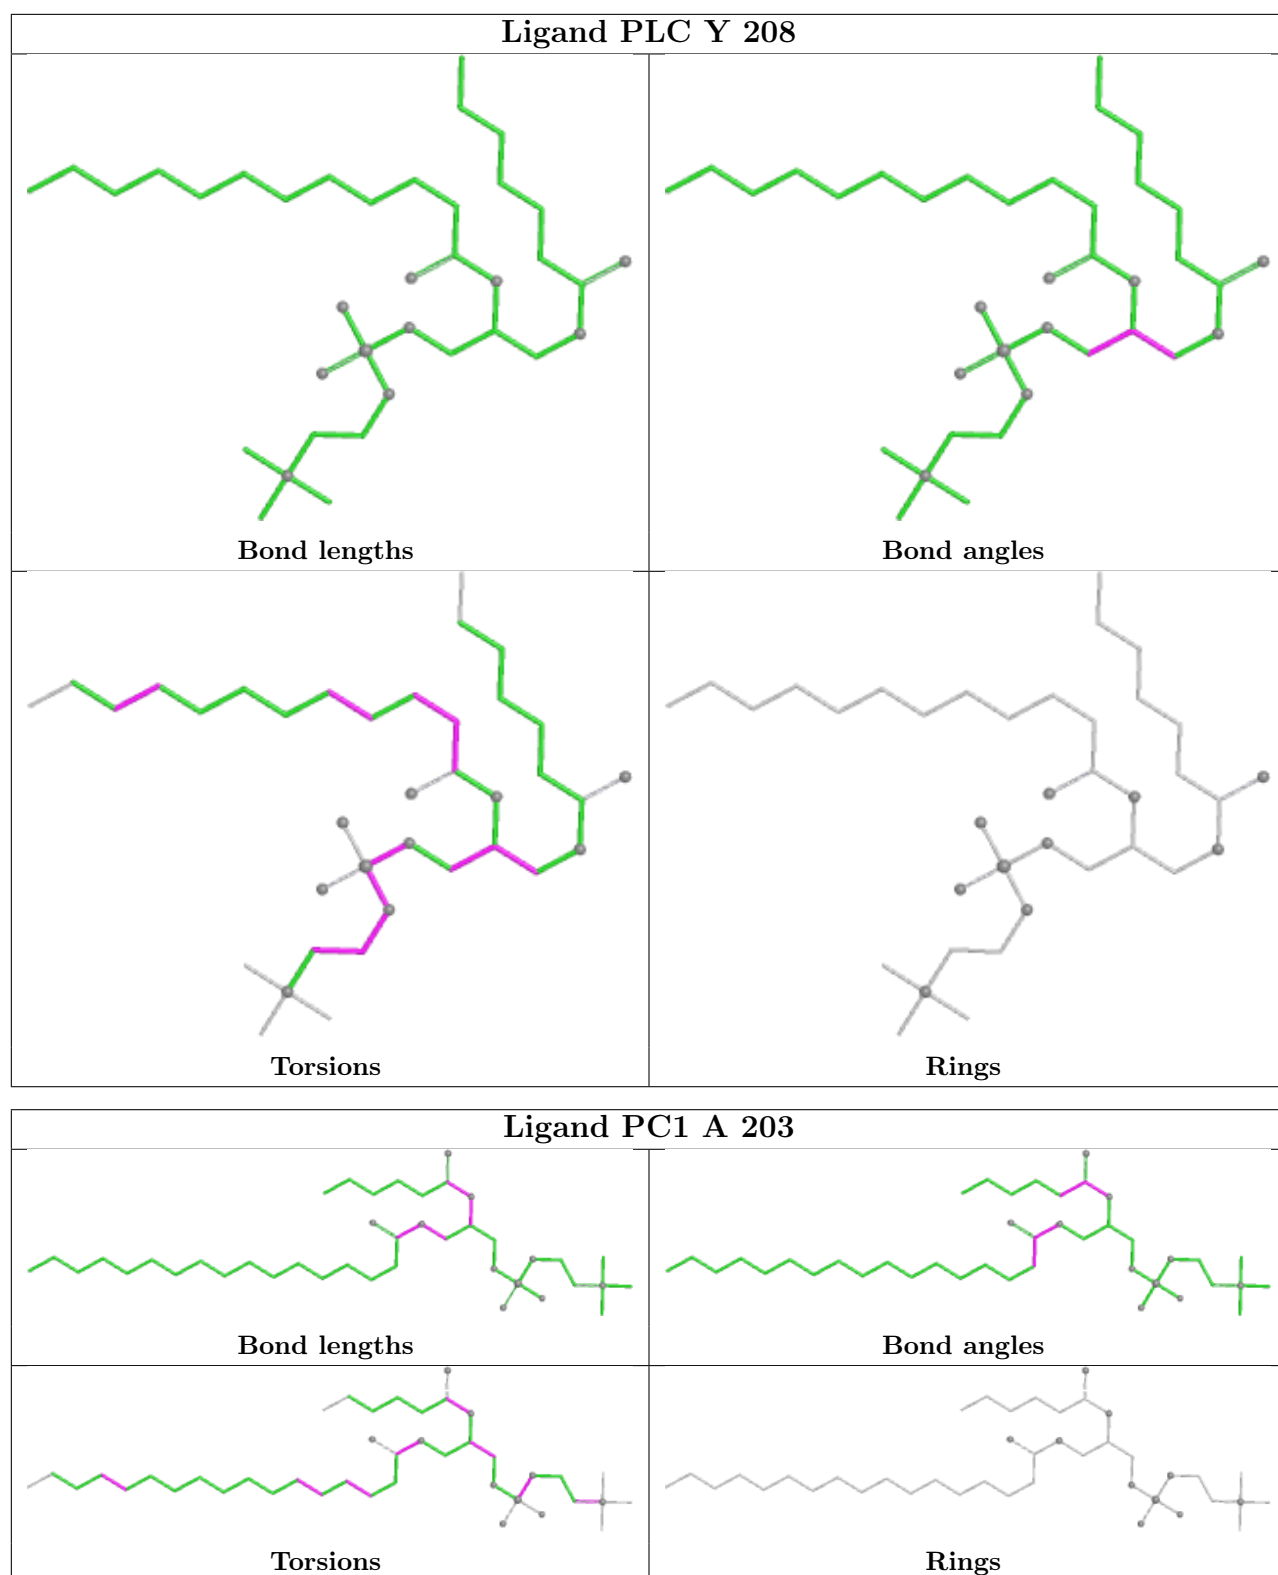 Ligand PLC Y 208
Bond lengths
Bond angles
Torsions
Rings
Ligand PC1 A 203
Bond lengths
Bond angles
Torsions
Rings